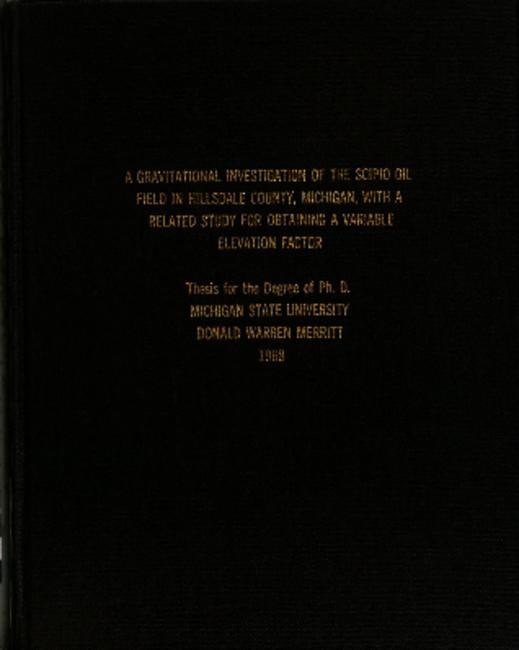 A GRAVITATIONAL INVESTIGATION OF THE SCIPIO OIL
FIELD IN HILLSDALE COUNTY, MICHIGAN, WITH A
RELATED STUDY FOR OBTAINING A VARIABLE
ELEVATION FACTOR
Thesis for the Degree of Ph. D.
MICHIGAN STATE UNIVERSITY
DONALD WARREN MERRITT